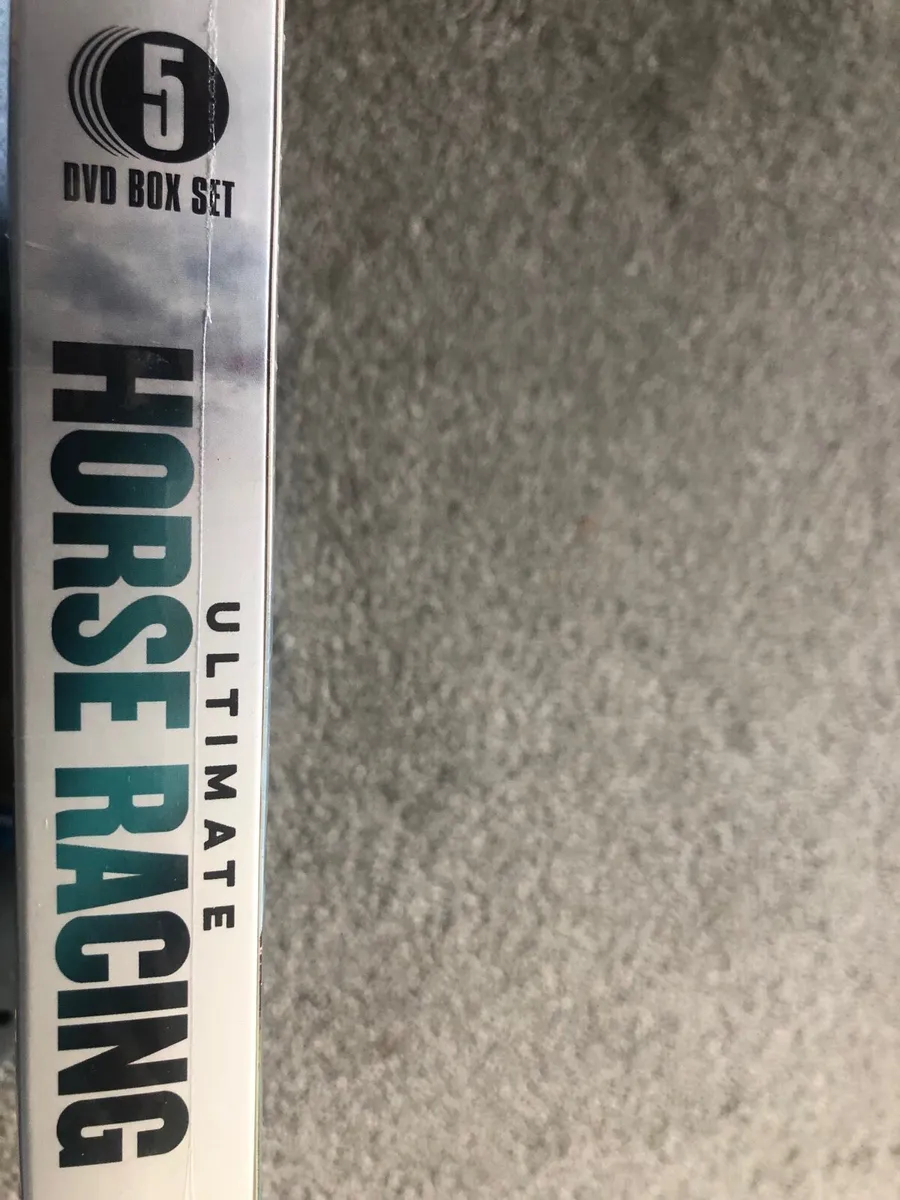 5
DVD BOX SET
ULTIMATE
HORSE RACING